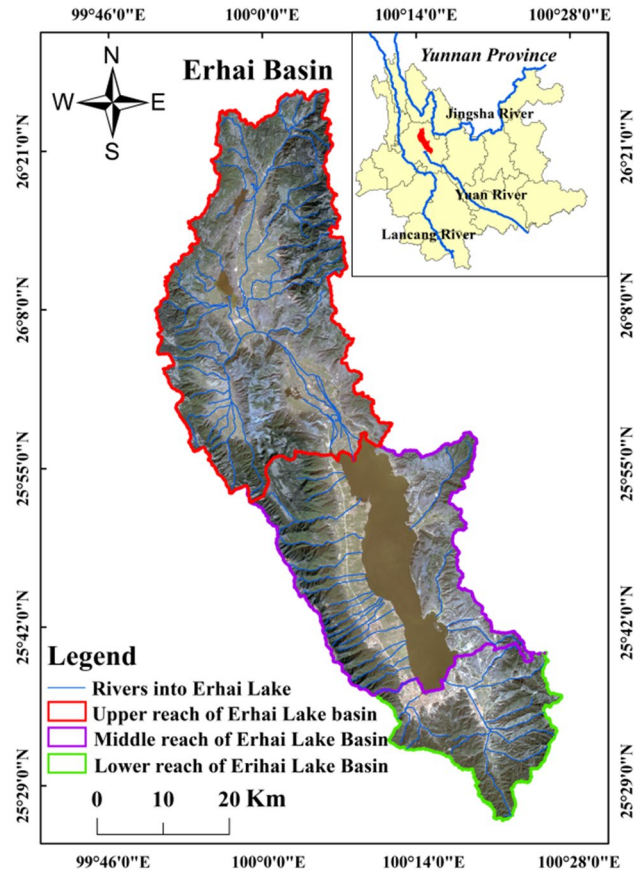 99°46'0"E 100°0'0"E 100°14'0"E 100°28'0"E
Erhai Basin
N
W E
S
Yunnan Province
Jingsha River
Yuan River
Lancang River
26°21'0"N 26°21'0"N
26°8'0"N 26°8'0"N
25°55'0"N 25°55'0"N
25°42'0"N 25°42'0"N
25°29'0"N 25°29'0"N
Legend
Rivers into Erhai Lake
Upper reach of Erhai Lake basin
Middle reach of Erhai Lake Basin
Lower reach of Erihai Lake Basin
0 10 20 Km
99°46'0"E 100°0'0"E 100°14'0"E 100°28'0"E